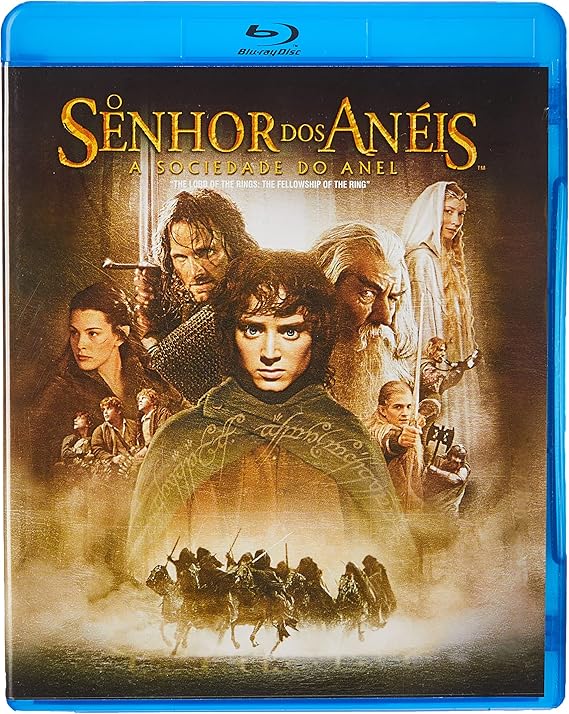 Blu-ray Disc
O
SENHOR DOS ANÉIS
A SOCIEDADE DO ANEL ™
"THE LORD OF THE RINGS: THE FELLOWSHIP OF THE RING"